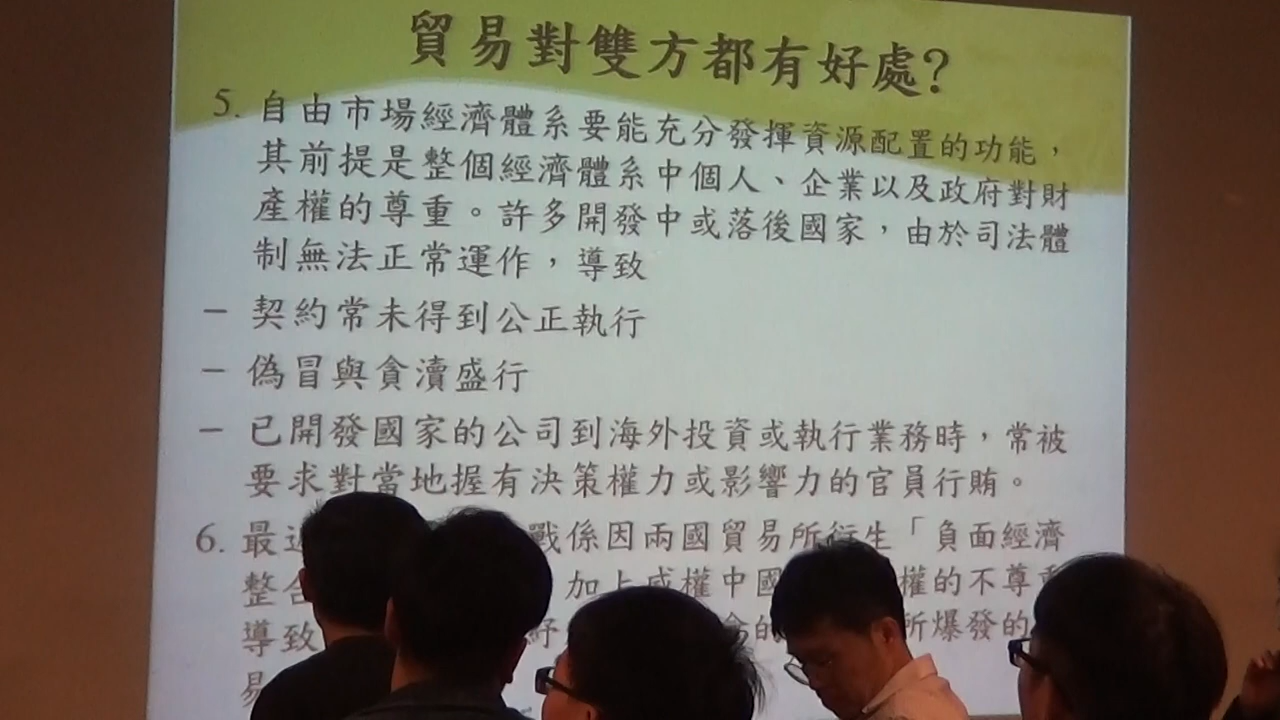 貿易對雙方都有好處?
5. 自由市場經濟體系要能充分發揮資源配置的功能，
其前提是整個經濟體系中個人、企業以及政府對財
產權的尊重。許多開發中或落後國家，由於司法體
制無法正常運作，導致
– 契約常未得到公正執行
– 偽冒與貪瀆盛行
– 已開發國家的公司到海外投資或執行業務時，常被
要求對當地握有決策權力或影響力的官員行賄。
6. 最近 戰係因兩國貿易所衍生「負面經濟
整合 加上威權中國 權的不尊重
導致 紓 念的 所爆發的
易